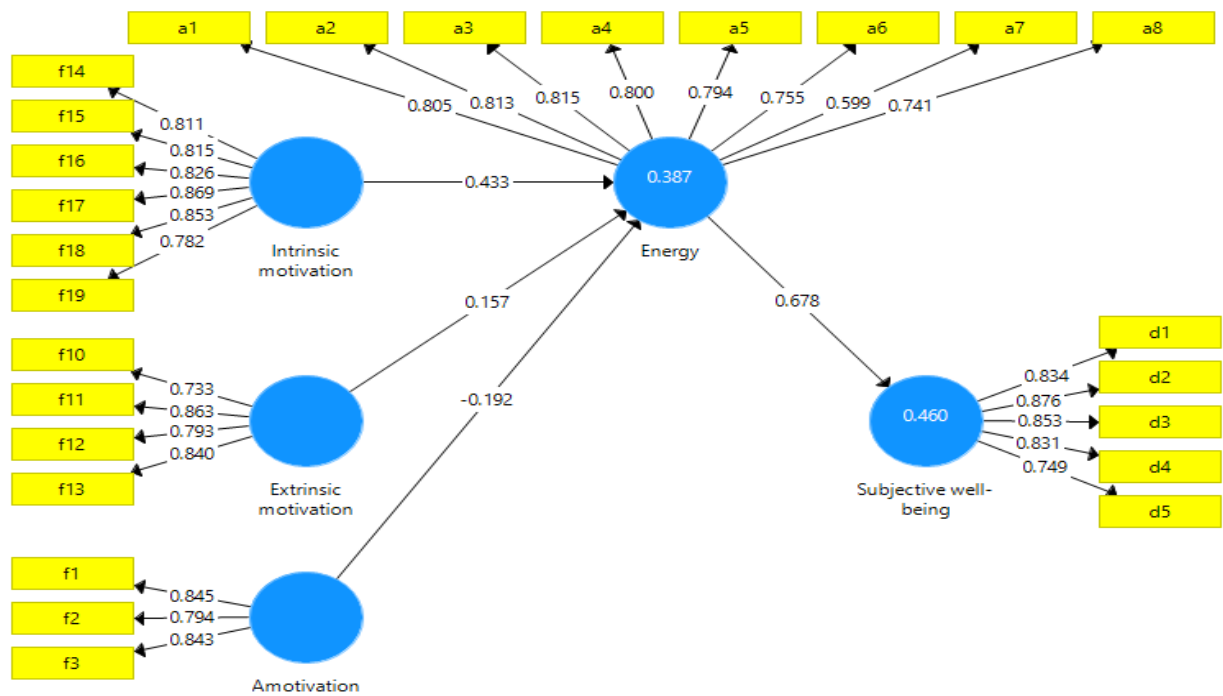 a1
a2
a3
a4
a5
a6
a7
a8
0.805
0.813
0.815
0.800
0.794
0.755
0.599
0.741
f14
f15
f16
f17
f18
f19
0.811
0.815
0.826
0.869
0.853
0.782
Intrinsic
motivation
0.433
0.387
Energy
0.157
0.678
f10
f11
f12
f13
0.733
0.863
0.793
0.840
Extrinsic
motivation
-0.192
0.460
Subjective well-
being
d1
d2
d3
d4
d5
0.834
0.876
0.853
0.831
0.749
f1
f2
f3
0.845
0.794
0.843
Amotivation